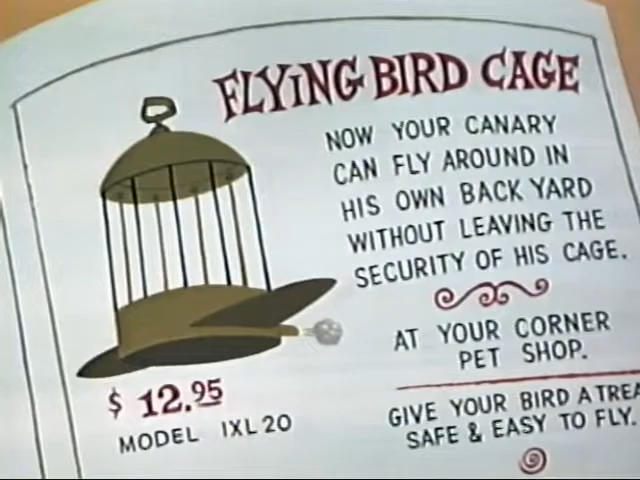 FLYING BIRD CAGE
NOW YOUR CANARY
CAN FLY AROUND IN
HIS OWN BACK YARD
WITHOUT LEAVING THE
SECURITY OF HIS CAGE.
AT YOUR CORNER
PET SHOP.
GIVE YOUR BIRD A TREA
SAFE & EASY TO FLY.
$ 12.95
MODEL IXL 20